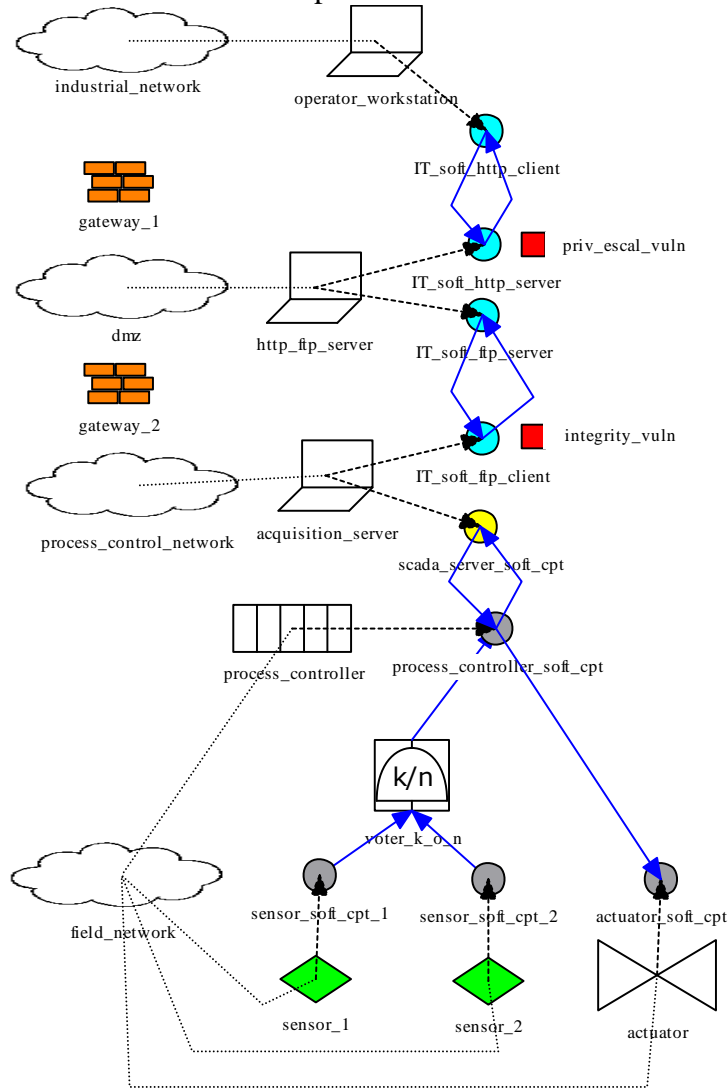 industrial_network
operator_workstation
IT_soft_http_client
gateway_1
priv_escal_vuln
IT_soft_http_server
dmz
http_ftp_server
IT_soft_ftp_server
gateway_2
integrity_vuln
IT_soft_ftp_client
process_control_network
acquisition_server
scada_server_soft_cpt
process_controller
process_controller_soft_cpt
k/n
voter_k_o_n
sensor_soft_cpt_1
sensor_soft_cpt_2
actuator_soft_cpt
field_network
sensor_1
sensor_2
actuator